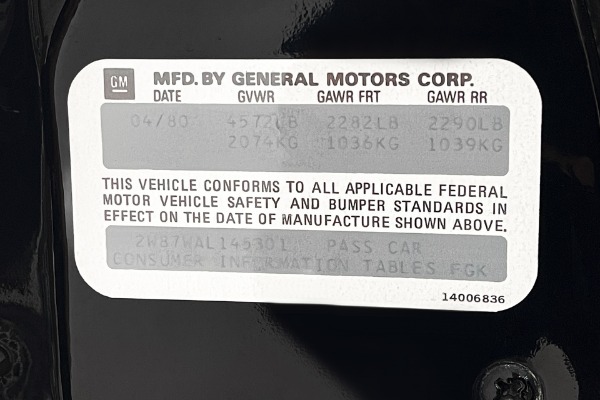 GM MFD. BY GENERAL MOTORS CORP.
DATE GVWR GAWR FRT GAWR RR
04/80 4572LB 2282LB 2290LB
2074KG 1036KG 1039KG
THIS VEHICLE CONFORMS TO ALL APPLICABLE FEDERAL
MOTOR VEHICLE SAFETY AND BUMPER STANDARDS IN
EFFECT ON THE DATE OF MANUFACTURE SHOWN ABOVE.
2W87WAL145301 PASS CAR
CONSUMER INFORMATION TABLES FGK
14006836